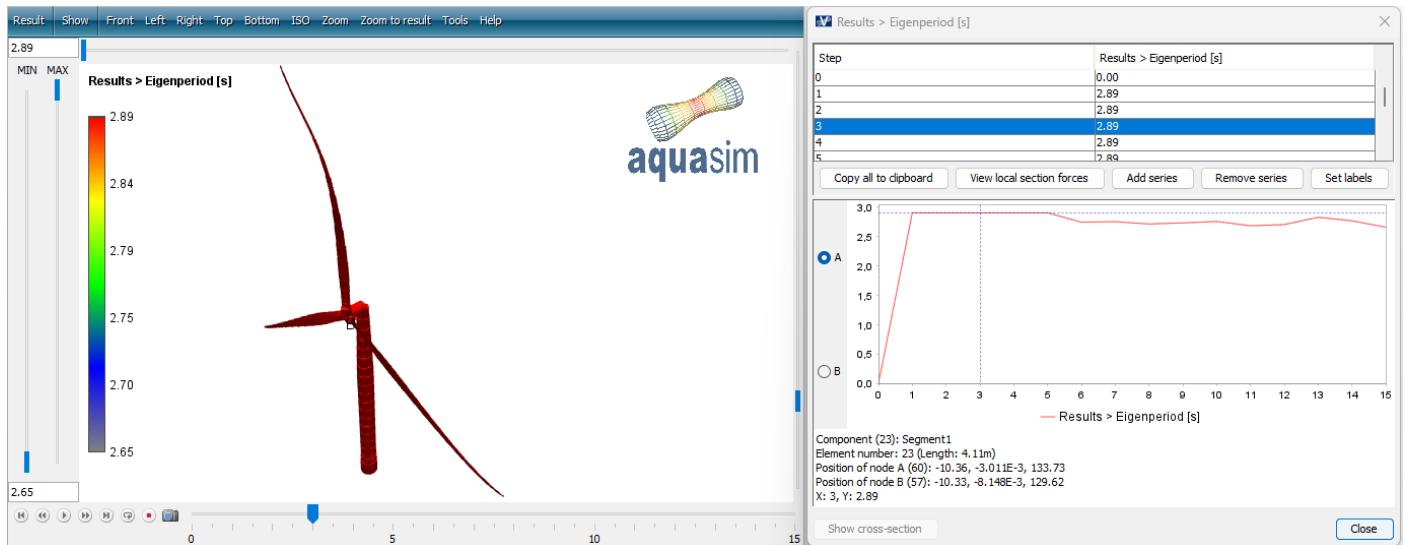 Result Show Front Left Right Top Bottom ISO Zoom Zoom to result Tools Help
2.89
MIN MAX
Results > Eigenperiod [s]
2.89
2.84
2.79
2.75
2.70
2.65
aquasim
2.65
0 5 10 15
Results > Eigenperiod [s]
Step Results > Eigenperiod [s]
0 0.00
1 2.89
2 2.89
3 2.89
4 2.89
5 2.89
Copy all to clipboard View local section forces Add series Remove series Set labels
A
B
3,0
2,5
2,0
1,5
1,0
0,5
0,0
0 1 2 3 4 5 6 7 8 9 10 11 12 13 14 15
Results > Eigenperiod [s]
Component (23): Segment1
Element number: 23 (Length: 4.11m)
Position of node A (60): -10.36, -3.011E-3, 133.73
Position of node B (57): -10.33, -8.148E-3, 129.62
X: 3, Y: 2.89
Show cross-section Close